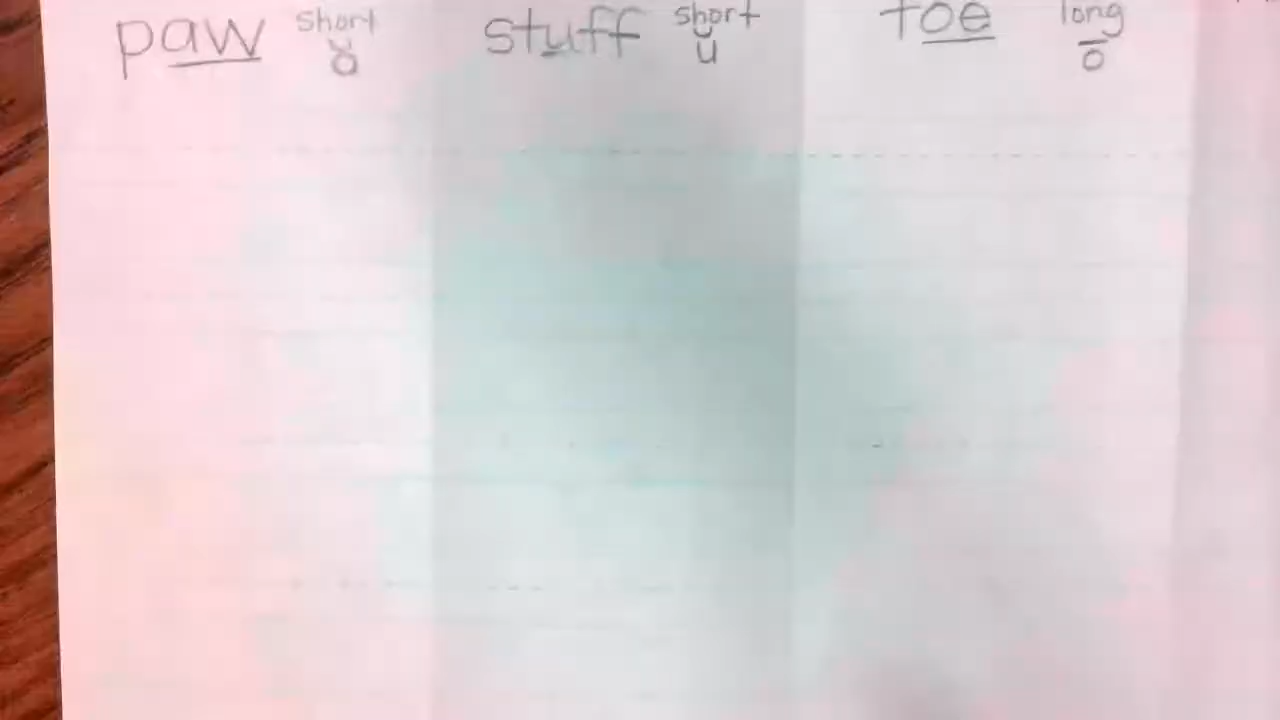 paw short ŏ
stuff short ŭ
toe long ō